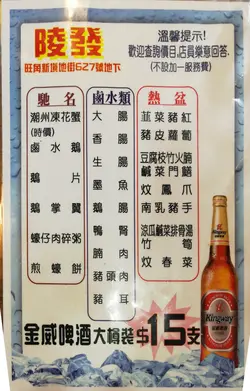 陵發
旺角新填地街627號地下
溫馨提示!
歡迎查詢價目,店員樂意回答.
(不設加一服務費)
馳名
潮州凍花蟹
(時價)
鹵水鵝
鵝片
鵝掌翼
蠔仔肉碎粥
煎蠔餅
鹵水類
大腸
香腸
生腸
墨魚
鵝腸
鴨腎
腩肉
豬頭肉
豬耳
熱盆
韮菜豬紅
豬皮蘿蔔
豆腐枝竹火腩
鹹菜門鱔
炆鳳爪
南乳豬手
涼瓜鹹菜排骨湯
竹筍
炆春菜
金威啤酒大樽裝$15支
Kingway